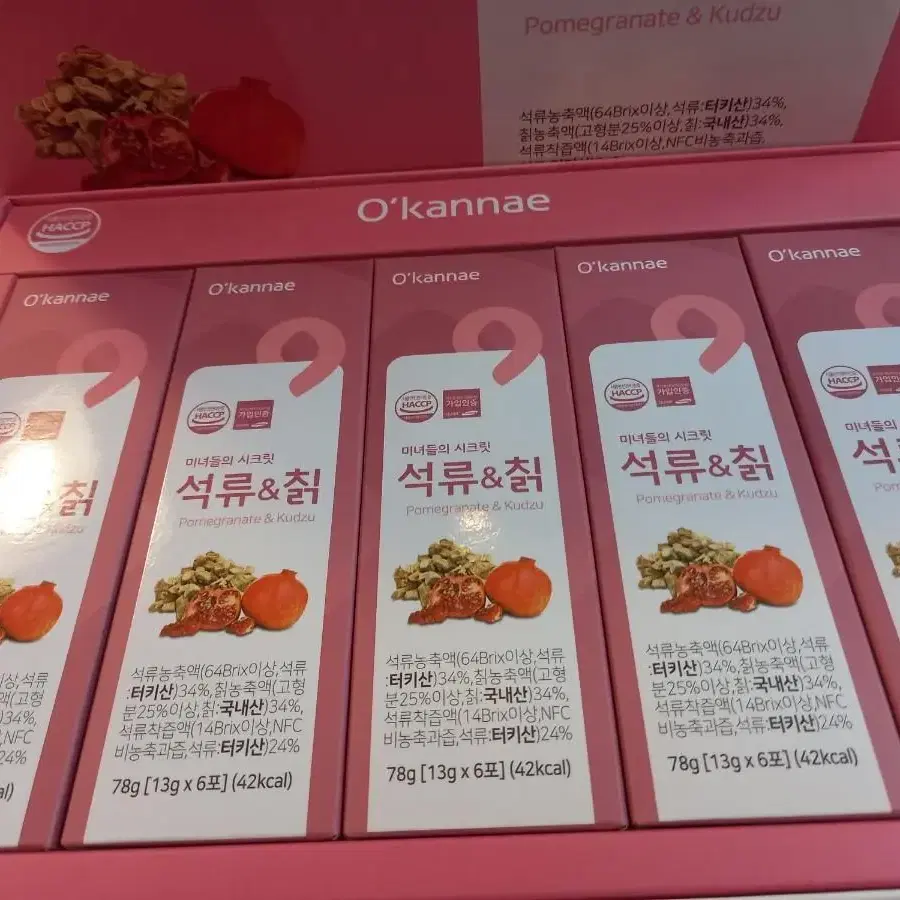 Pomegranate & Kudzu
석류농축액(64Brix이상,석류:터키산)34%,
칡농축액(고형분25%이상,칡:국내산)34%,
석류착즙액(14Brix이상,NFC비농축과즙,
HACCP
O'kannae
O'kannae
&칡
& Kudzu
O'kannae
HACCP
가입인증
미녀들의 시크릿
석류&칡
Pomegranate & Kudzu
석류농축액(64Brix이상,석류
:터키산)34%,칡농축액(고형
분25%이상,칡:국내산)34%,
석류착즙액(14Brix이상,NFC
비농축과즙,석류:터키산)24%
78g [13g x 6포] (42kcal)
O'kannae
HACCP
가입인증
미녀들의 시크릿
석류&칡
Pomegranate & Kudzu
석류농축액(64Brix이상,석류
:터키산)34%,칡농축액(고형
분25%이상,칡:국내산)34%,
석류착즙액(14Brix이상,NFC
비농축과즙,석류:터키산)24%
78g [13g x 6포] (42kcal)
O'kannae
HACCP
가입인증
미녀들의 시크릿
석류&칡
Pomegranate & Kudzu
석류농축액(64Brix이상,석류
:터키산)34%,칡농축액(고형
분25%이상,칡:국내산)34%,
석류착즙액(14Brix이상,NFC
비농축과즙,석류:터키산)24%
78g [13g x 6포] (42kcal)
O'kannae
HACCP
미녀들의
석